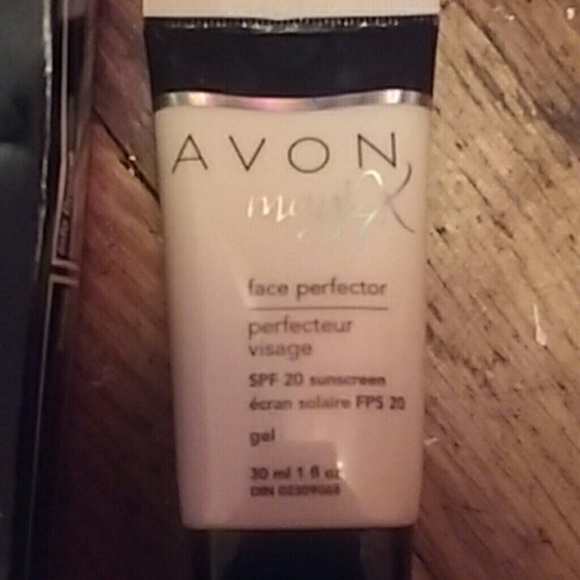 AVON
magiX
face perfector
perfecteur
visage
SPF 20 sunscreen
écran solaire FPS 20
gel
30 ml 1 fl oz
DIN